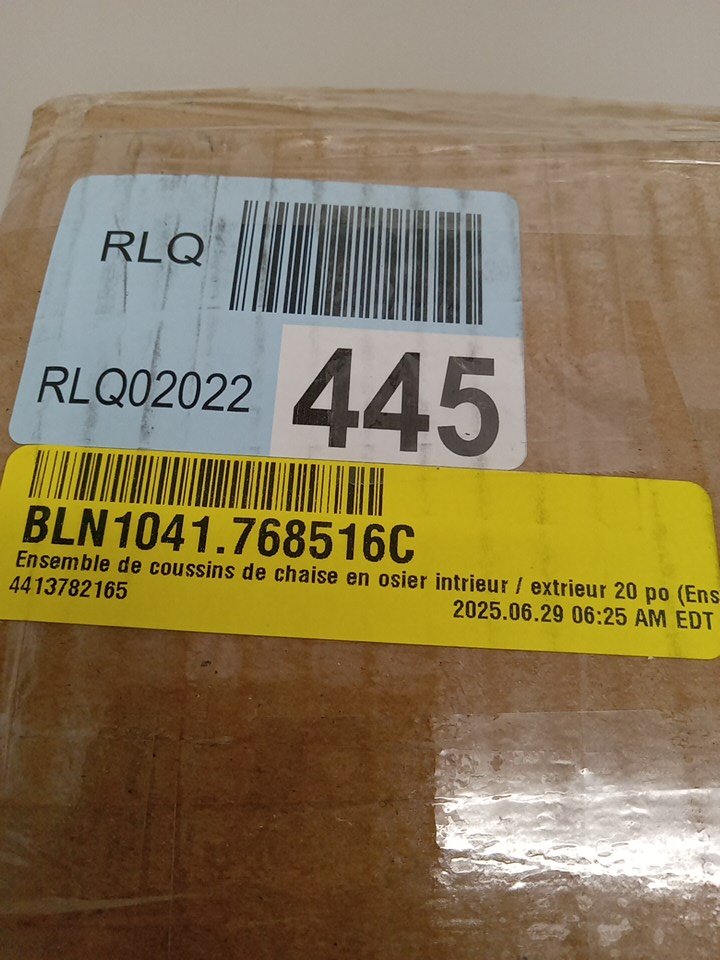 RLQ
RLQ02022
445
BLN1041.768516C
Ensemble de coussins de chaise en osier intrieur / extrieur 20 po (Ens
4413782165
2025.06.29 06:25 AM EDT